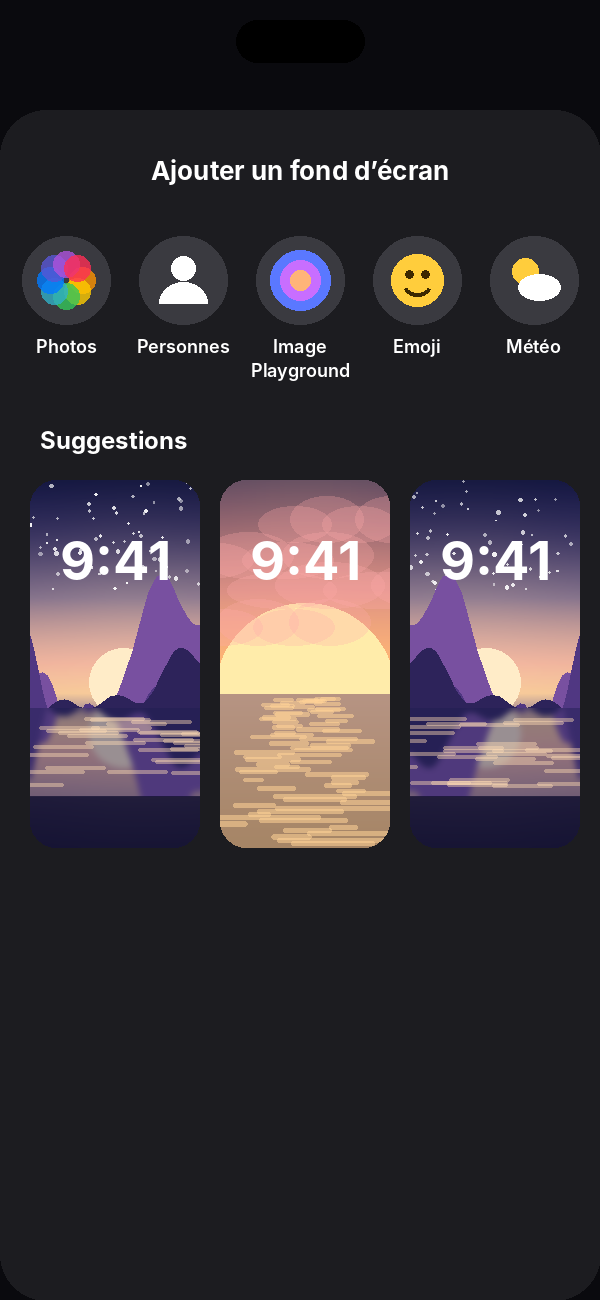 Ajouter un fond d’écran
Photos
Personnes
Image
Playground
Emoji
Météo
Suggestions
9:41
9:41
9:41